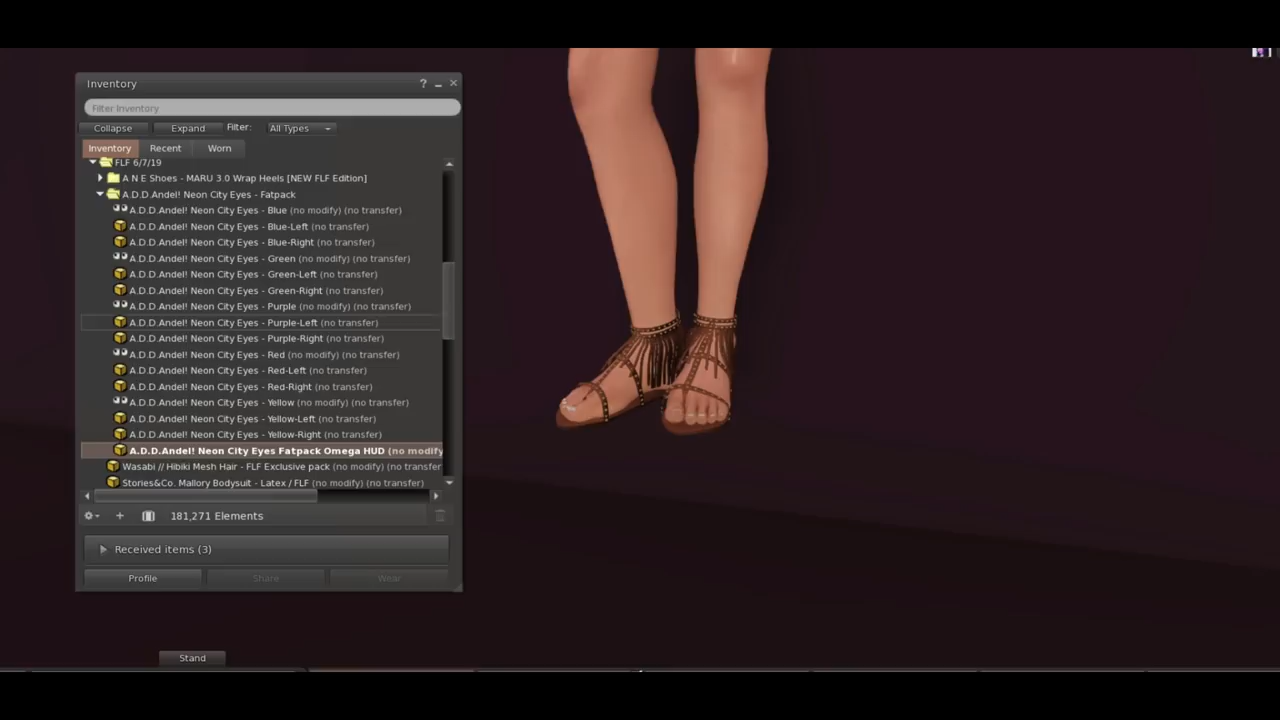 Inventory
?
Filter Inventory
Collapse Expand Filter: All Types
Inventory Recent Worn
FLF 6/7/19
A N E Shoes - MARU 3.0 Wrap Heels [NEW FLF Edition]
A.D.D.Andel! Neon City Eyes - Fatpack
A.D.D.Andel! Neon City Eyes - Blue (no modify) (no transfer)
A.D.D.Andel! Neon City Eyes - Blue-Left (no transfer)
A.D.D.Andel! Neon City Eyes - Blue-Right (no transfer)
A.D.D.Andel! Neon City Eyes - Green (no modify) (no transfer)
A.D.D.Andel! Neon City Eyes - Green-Left (no transfer)
A.D.D.Andel! Neon City Eyes - Green-Right (no transfer)
A.D.D.Andel! Neon City Eyes - Purple (no modify) (no transfer)
A.D.D.Andel! Neon City Eyes - Purple-Left (no transfer)
A.D.D.Andel! Neon City Eyes - Purple-Right (no transfer)
A.D.D.Andel! Neon City Eyes - Red (no modify) (no transfer)
A.D.D.Andel! Neon City Eyes - Red-Left (no transfer)
A.D.D.Andel! Neon City Eyes - Red-Right (no transfer)
A.D.D.Andel! Neon City Eyes - Yellow (no modify) (no transfer)
A.D.D.Andel! Neon City Eyes - Yellow-Left (no transfer)
A.D.D.Andel! Neon City Eyes - Yellow-Right (no transfer)
A.D.D.Andel! Neon City Eyes Fatpack Omega HUD (no modify
Wasabi // Hibiki Mesh Hair - FLF Exclusive pack (no modify) (no transfer
Stories&Co. Mallory Bodysuit - Latex / FLF (no modify) (no transfer)
181,271 Elements
Received items (3)
Profile Share Wear
Stand